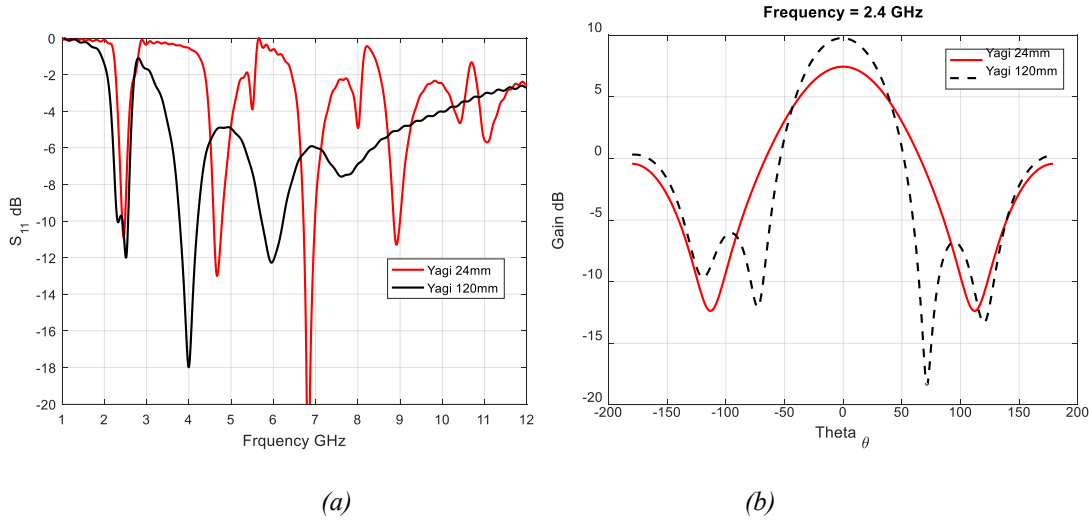 0
-2
-4
-6
-8
-10
-12
-14
-16
-18
-20
S11 dB
1 2 3 4 5 6 7 8 9 10 11 12
Frquency GHz
Yagi 24mm
Yagi 120mm
(a)
Frequency = 2.4 GHz
10
5
0
-5
-10
-15
-20
Gain dB
-200 -150 -100 -50 0 50 100 150 200
Theta θ
Yagi 24mm
Yagi 120mm
(b)